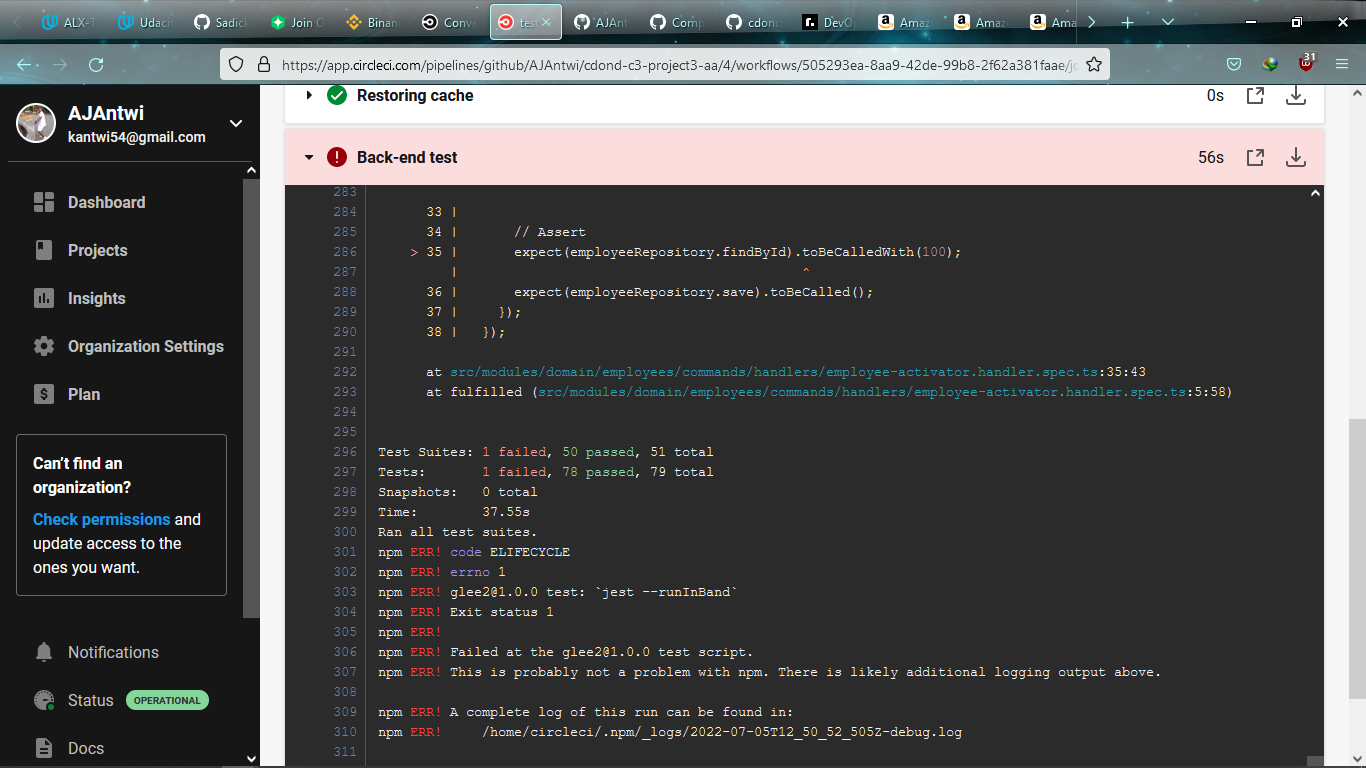 ALX-T
Udaci
Sadick
Join C
Binan
Conve
test
AJAnt
Comp
cdond
r.
DevO
Amaz
Amaz
Ama
https://app.circleci.com/pipelines/github/AJAntwi/cdond-c3-project3-aa/4/workflows/505293ea-8aa9-42de-99b8-2f62a381faae/jo
31
AJAntwi
kantwi54@gmail.com
Dashboard
Projects
Insights
Organization Settings
Plan
Can't find an
organization?
Check permissions and
update access to the
ones you want.
Notifications
Status OPERATIONAL
Docs
Restoring cache 0s
Back-end test 56s
283
284 33 |
285 34 | // Assert
286 > 35 | expect(employeeRepository.findById).toBeCalledWith(100);
287 | ^
288 36 | expect(employeeRepository.save).toBeCalled();
289 37 | });
290 38 | });
291
292 at src/modules/domain/employees/commands/handlers/employee-activator.handler.spec.ts:35:43
293 at fulfilled (src/modules/domain/employees/commands/handlers/employee-activator.handler.spec.ts:5:58)
294
295
296 Test Suites: 1 failed, 50 passed, 51 total
297 Tests: 1 failed, 78 passed, 79 total
298 Snapshots: 0 total
299 Time: 37.55s
300 Ran all test suites.
301 npm ERR! code ELIFECYCLE
302 npm ERR! errno 1
303 npm ERR! glee2@1.0.0 test: `jest --runInBand`
304 npm ERR! Exit status 1
305 npm ERR!
306 npm ERR! Failed at the glee2@1.0.0 test script.
307 npm ERR! This is probably not a problem with npm. There is likely additional logging output above.
308
309 npm ERR! A complete log of this run can be found in:
310 npm ERR! /home/circleci/.npm/_logs/2022-07-05T12_50_52_505Z-debug.log
311